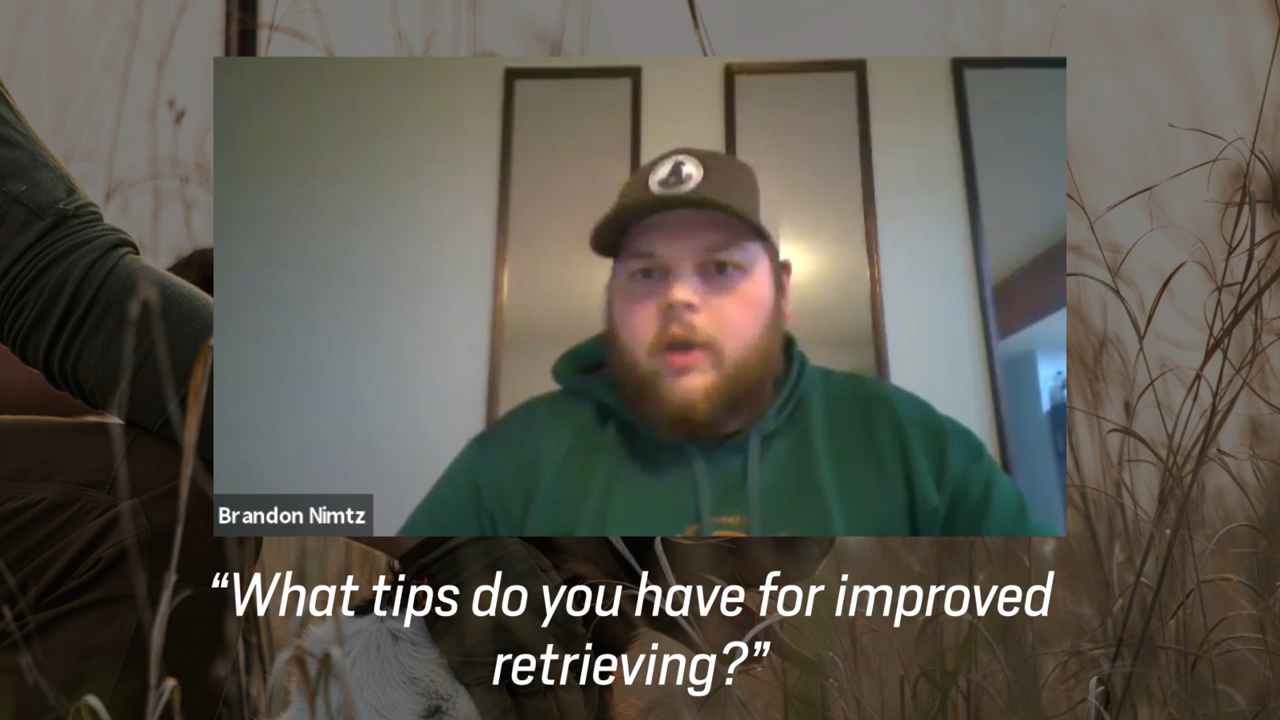 Brandon Nimtz
“What tips do you have for improved
retrieving?”